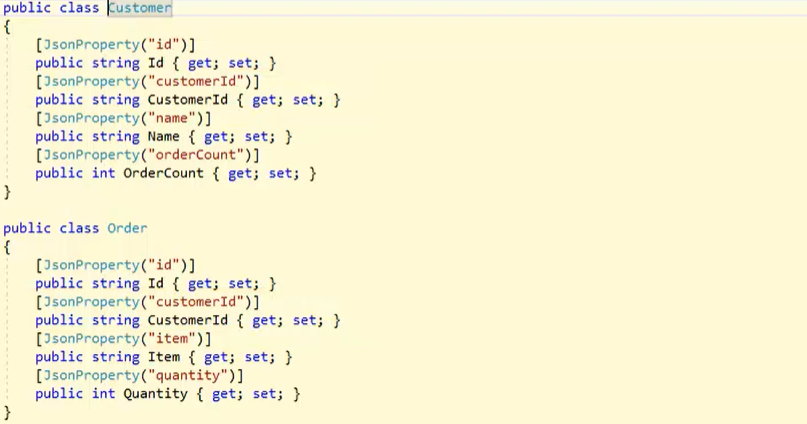 public class Customer
{
    [JsonProperty("id")]
    public string Id { get; set; }
    [JsonProperty("customerId")]
    public string CustomerId { get; set; }
    [JsonProperty("name")]
    public string Name { get; set; }
    [JsonProperty("orderCount")]
    public int OrderCount { get; set; }
}

public class Order
{
    [JsonProperty("id")]
    public string Id { get; set; }
    [JsonProperty("customerId")]
    public string CustomerId { get; set; }
    [JsonProperty("item")]
    public string Item { get; set; }
    [JsonProperty("quantity")]
    public int Quantity { get; set; }
}